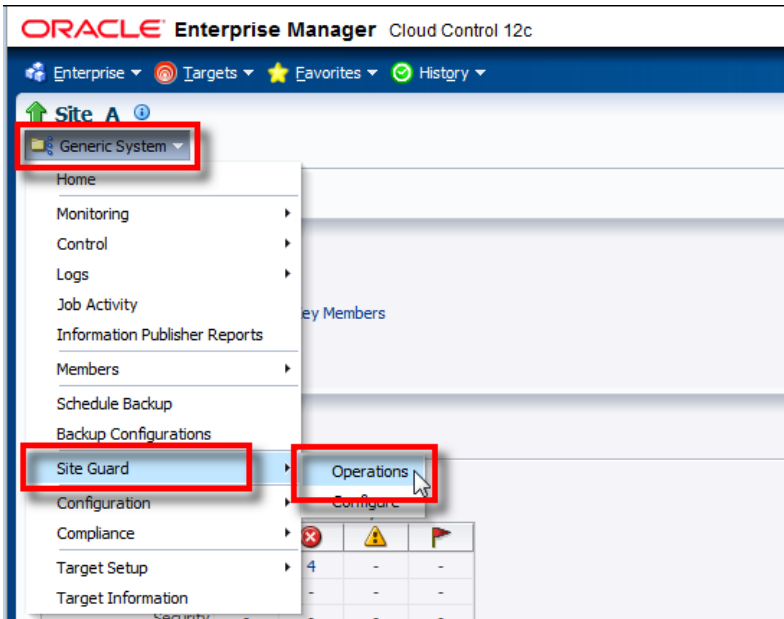 ORACLE Enterprise Manager Cloud Control 12c
Enterprise Targets Favorites History
Site A
Generic System
Home
Monitoring
Control
Logs
Job Activity
ey Members
Information Publisher Reports
Members
Schedule Backup
Backup Configurations
Site Guard
Operations
Configuration
Configure
Compliance
Target Setup
4 - -
Target Information
- - -
Security - - - -